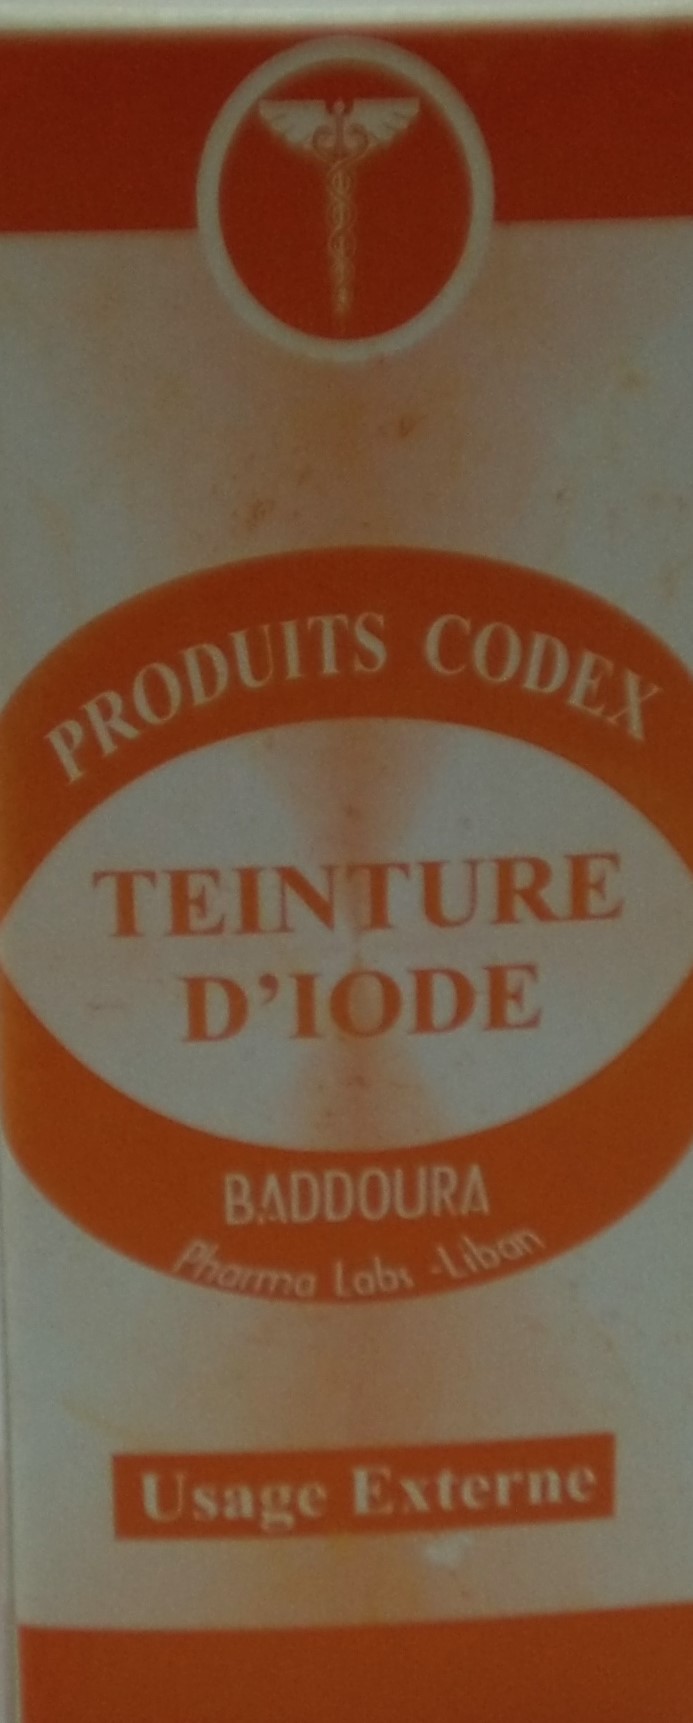 PRODUITS CODEX
TEINTURE
D’IODE
BADDOURA
Pharma Labs -Liban
Usage Externe